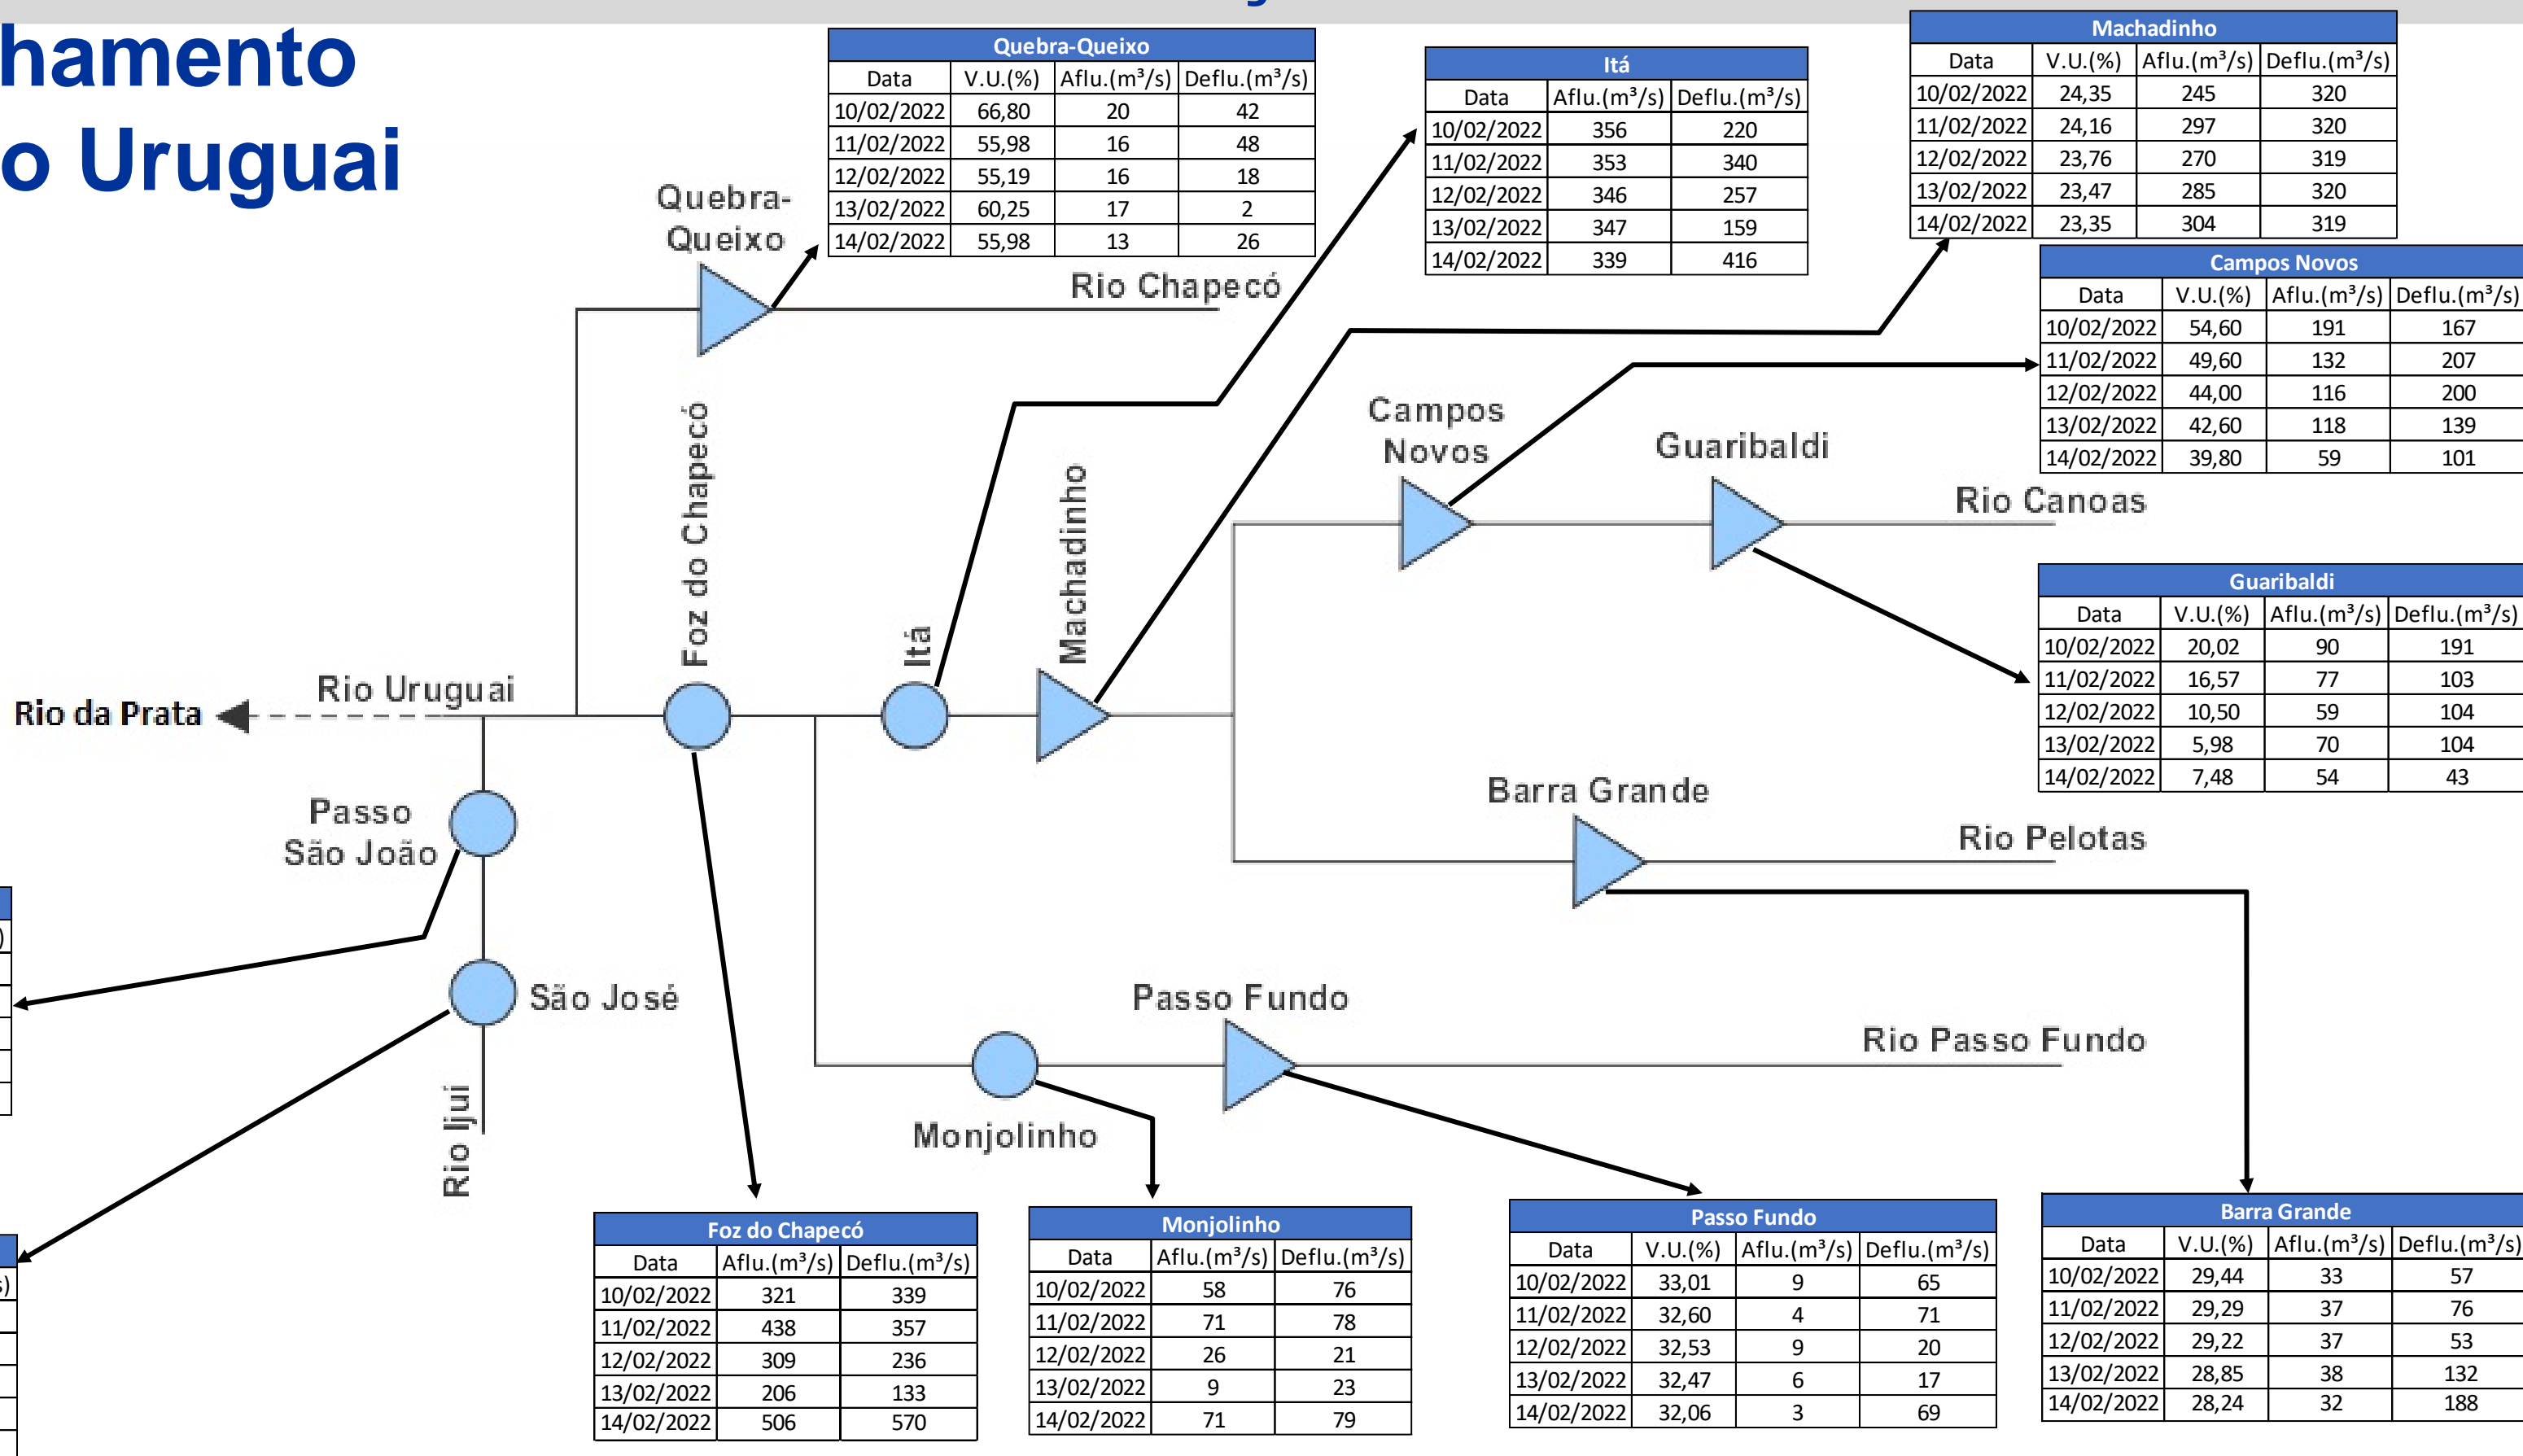 hamento
o Uruguai
Quebra-Queixo
Data V.U.(%) Aflu.(m³/s) Deflu.(m³/s)
10/02/2022 66,80 20 42
11/02/2022 55,98 16 48
12/02/2022 55,19 16 18
13/02/2022 60,25 17 2
14/02/2022 55,98 13 26
Itá
Data Aflu.(m³/s) Deflu.(m³/s)
10/02/2022 356 220
11/02/2022 353 340
12/02/2022 346 257
13/02/2022 347 159
14/02/2022 339 416
Machadinho
Data V.U.(%) Aflu.(m³/s) Deflu.(m³/s)
10/02/2022 24,35 245 320
11/02/2022 24,16 297 320
12/02/2022 23,76 270 319
13/02/2022 23,47 285 320
14/02/2022 23,35 304 319
Campos Novos
Data V.U.(%) Aflu.(m³/s) Deflu.(m³/s)
10/02/2022 54,60 191 167
11/02/2022 49,60 132 207
12/02/2022 44,00 116 200
13/02/2022 42,60 118 139
14/02/2022 39,80 59 101
Quebra-
Queixo
Rio Chapecó
Foz do Chapecó
Itá
Machadinho
Campos
Novos
Guaribaldi
Rio Canoas
Guaribaldi
Data V.U.(%) Aflu.(m³/s) Deflu.(m³/s)
10/02/2022 20,02 90 191
11/02/2022 16,57 77 103
12/02/2022 10,50 59 104
13/02/2022 5,98 70 104
14/02/2022 7,48 54 43
Rio da Prata
Rio Uruguai
Passo
São João
Barra Grande
Rio Pelotas
São José
Rio Ijui
Passo Fundo
Rio Passo Fundo
Monjolinho
Foz do Chapecó
Data Aflu.(m³/s) Deflu.(m³/s)
10/02/2022 321 339
11/02/2022 438 357
12/02/2022 309 236
13/02/2022 206 133
14/02/2022 506 570
Monjolinho
Data Aflu.(m³/s) Deflu.(m³/s)
10/02/2022 58 76
11/02/2022 71 78
12/02/2022 26 21
13/02/2022 9 23
14/02/2022 71 79
Passo Fundo
Data V.U.(%) Aflu.(m³/s) Deflu.(m³/s)
10/02/2022 33,01 9 65
11/02/2022 32,60 4 71
12/02/2022 32,53 9 20
13/02/2022 32,47 6 17
14/02/2022 32,06 3 69
Barra Grande
Data V.U.(%) Aflu.(m³/s) Deflu.(m³/s)
10/02/2022 29,44 33 57
11/02/2022 29,29 37 76
12/02/2022 29,22 37 53
13/02/2022 28,85 38 132
14/02/2022 28,24 32 188